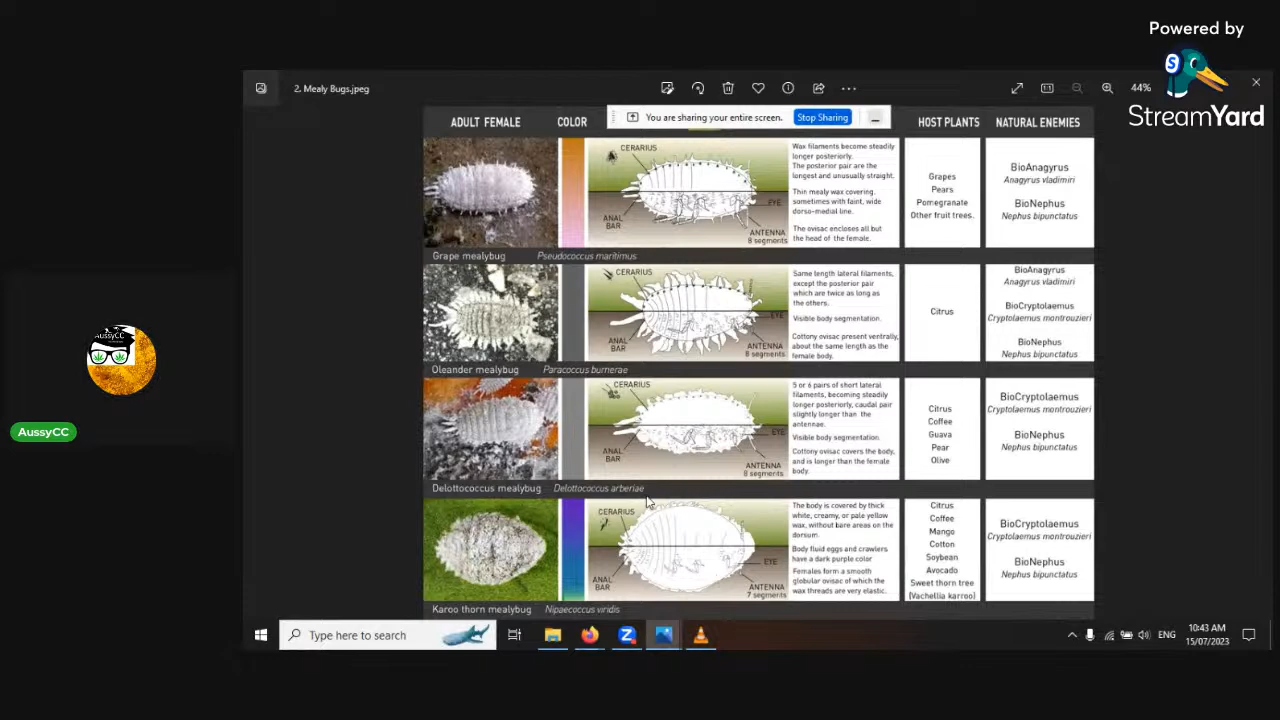 Powered by
StreamYard
2. Mealy Bugs.jpeg
44%
You are sharing your entire screen.
Stop Sharing
ADULT FEMALE
COLOR
HOST PLANTS
NATURAL ENEMIES
CERARIUS
ANAL
BAR
EYE
ANTENNA
8 segments
Wax filaments become steadily
longer posteriorly.
The posterior pair are the
longest and unusually straight.
Thin mealy wax covering,
sometimes with faint, wide
dorso-medial line.
The ovisac encloses all but
the head of the female.
Grapes
Pears
Pomegranate
Other fruit trees.
BioAnagyrus
Anagyrus vladimiri
BioNephus
Nephus bipunctatus
Grape mealybug
Pseudococcus maritimus
CERARIUS
ANAL
BAR
EYE
ANTENNA
8 segments
Same length lateral filaments,
except the posterior pair
which are twice as long as
the others.
Visible body segmentation.
Cottony ovisac present ventrally,
about the same length as the
female body.
Citrus
BioAnagyrus
Anagyrus vladimiri
BioCryptolaemus
Cryptolaemus montrouzieri
BioNephus
Nephus bipunctatus
Oleander mealybug
Paracoccus burnerae
CERARIUS
ANAL
BAR
EYE
ANTENNA
8 segments
5 or 6 pairs of short lateral
filaments, becoming steadily
longer posteriorly, caudal pair
slightly longer than the
antennae.
Visible body segmentation.
Cottony ovisac covers the body,
and is longer than the female
body.
Citrus
Coffee
Guava
Pear
Olive
BioCryptolaemus
Cryptolaemus montrouzieri
BioNephus
Nephus bipunctatus
Delottococcus mealybug
Delottococcus arberiae
CERARIUS
ANAL
BAR
EYE
ANTENNA
7 segments
The body is covered by thick
white, creamy, or pale yellow
wax, without bare areas on the
dorsum.
Body fluid eggs and crawlers
have a dark purple color
Females form a smooth
globular ovisac of which the
wax threads are very elastic.
Citrus
Coffee
Mango
Cotton
Soybean
Avocado
Sweet thorn tree
(Vachellia karroo)
BioCryptolaemus
Cryptolaemus montrouzieri
BioNephus
Nephus bipunctatus
Karoo thorn mealybug
Nipaecoccus viridis
AussyCC
AussyCC
Type here to search
ENG
10:43 AM
15/07/2023